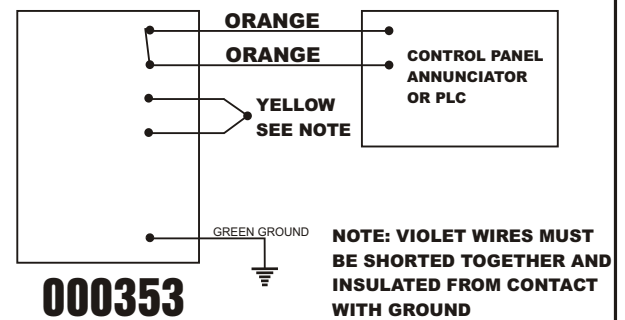 ORANGE
ORANGE
CONTROL PANEL
ANNUNCIATOR
OR PLC
YELLOW
SEE NOTE
GREEN GROUND
NOTE: VIOLET WIRES MUST
BE SHORTED TOGETHER AND
INSULATED FROM CONTACT
WITH GROUND
000353